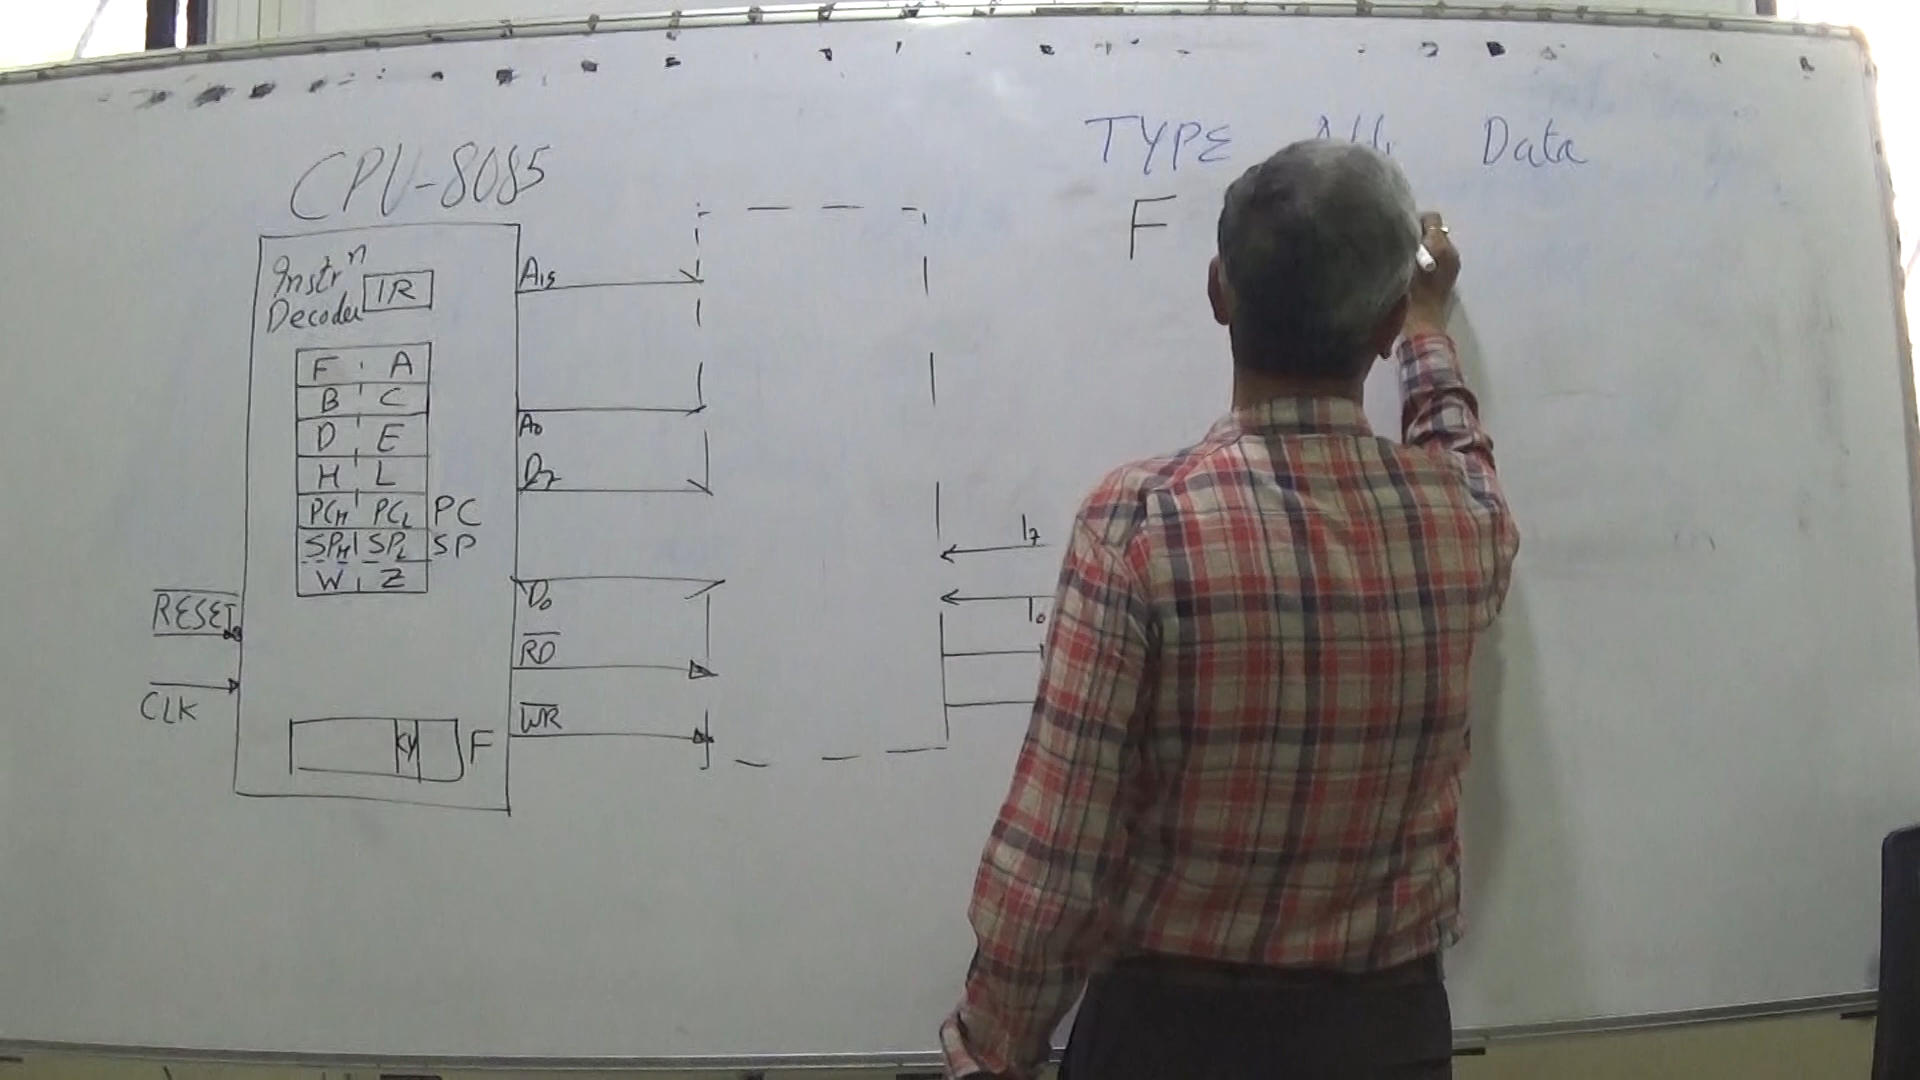 CPU-8085
Instrⁿ
Decoder
IR
F A
B C
D E
H L
PCH PCL PC
SPH SPL SP
W Z
RESET
CLK
CY F
A15
A0
D7
D0
RD
WR
I7
I0
TYPE Data
F